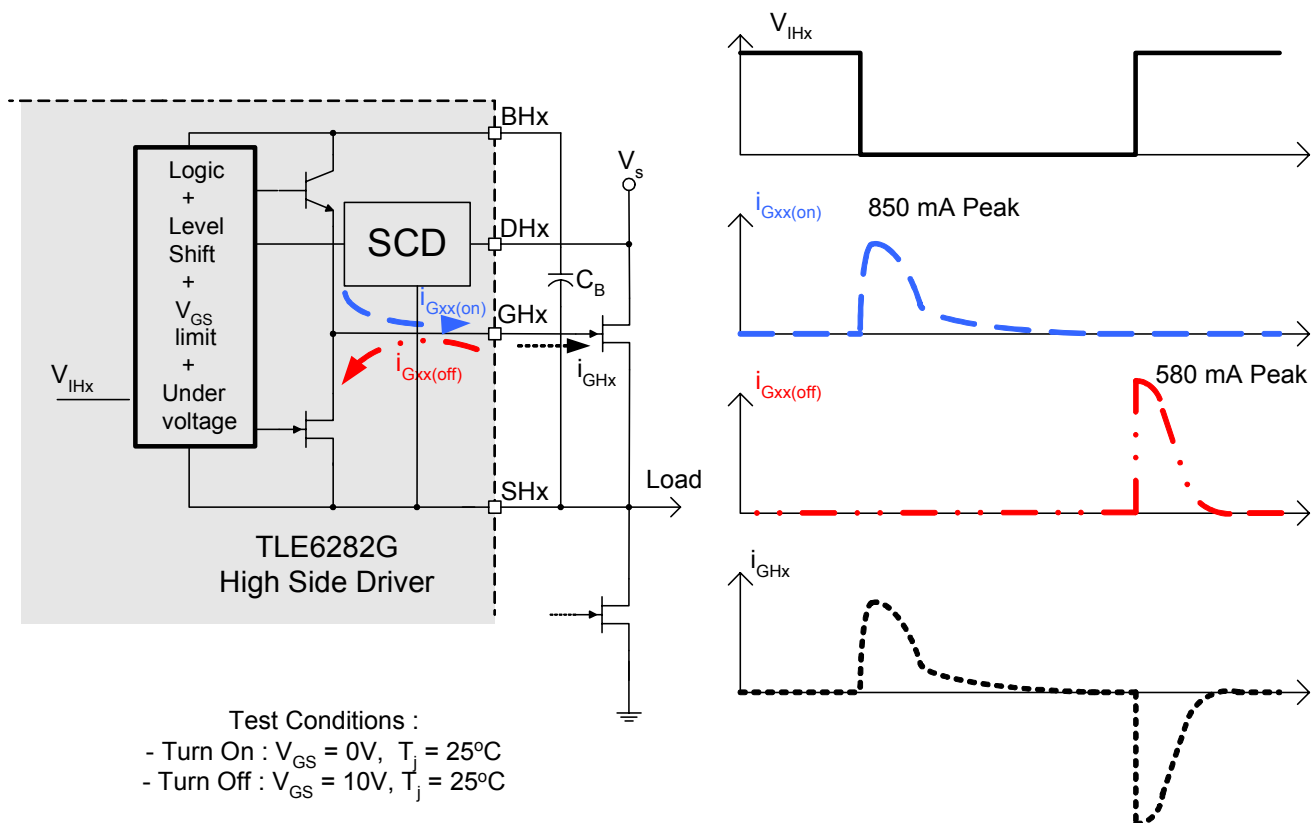 BHx
Logic
+
Level
Shift
+
VGS
limit
+
Under
voltage
VIHx
SCD
Vs
DHx
CB
iGxx(on)
GHx
iGxx(off)
iGHx
SHx
Load
TLE6282G
High Side Driver
Test Conditions :
- Turn On : VGS = 0V, Tj = 25ºC
- Turn Off : VGS = 10V, Tj = 25ºC
VIHx
iGxx(on)
850 mA Peak
iGxx(off)
580 mA Peak
iGHx